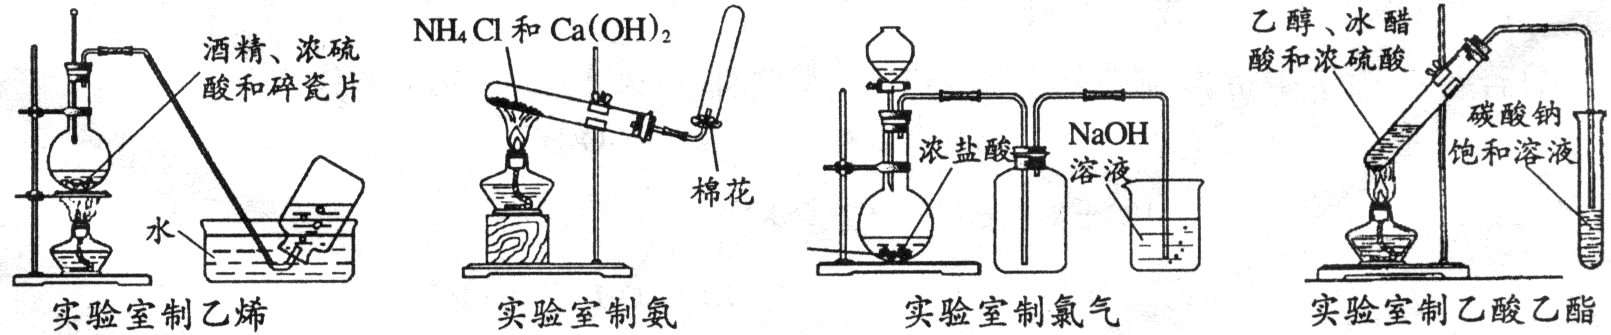 酒精、浓硫
酸和碎瓷片
水
实验室制乙烯
NH₄Cl 和 Ca(OH)₂
棉花
实验室制氨
浓盐酸
NaOH
溶液
实验室制氯气
乙醇、冰醋
酸和浓硫酸
碳酸钠
饱和溶液
实验室制乙酸乙酯